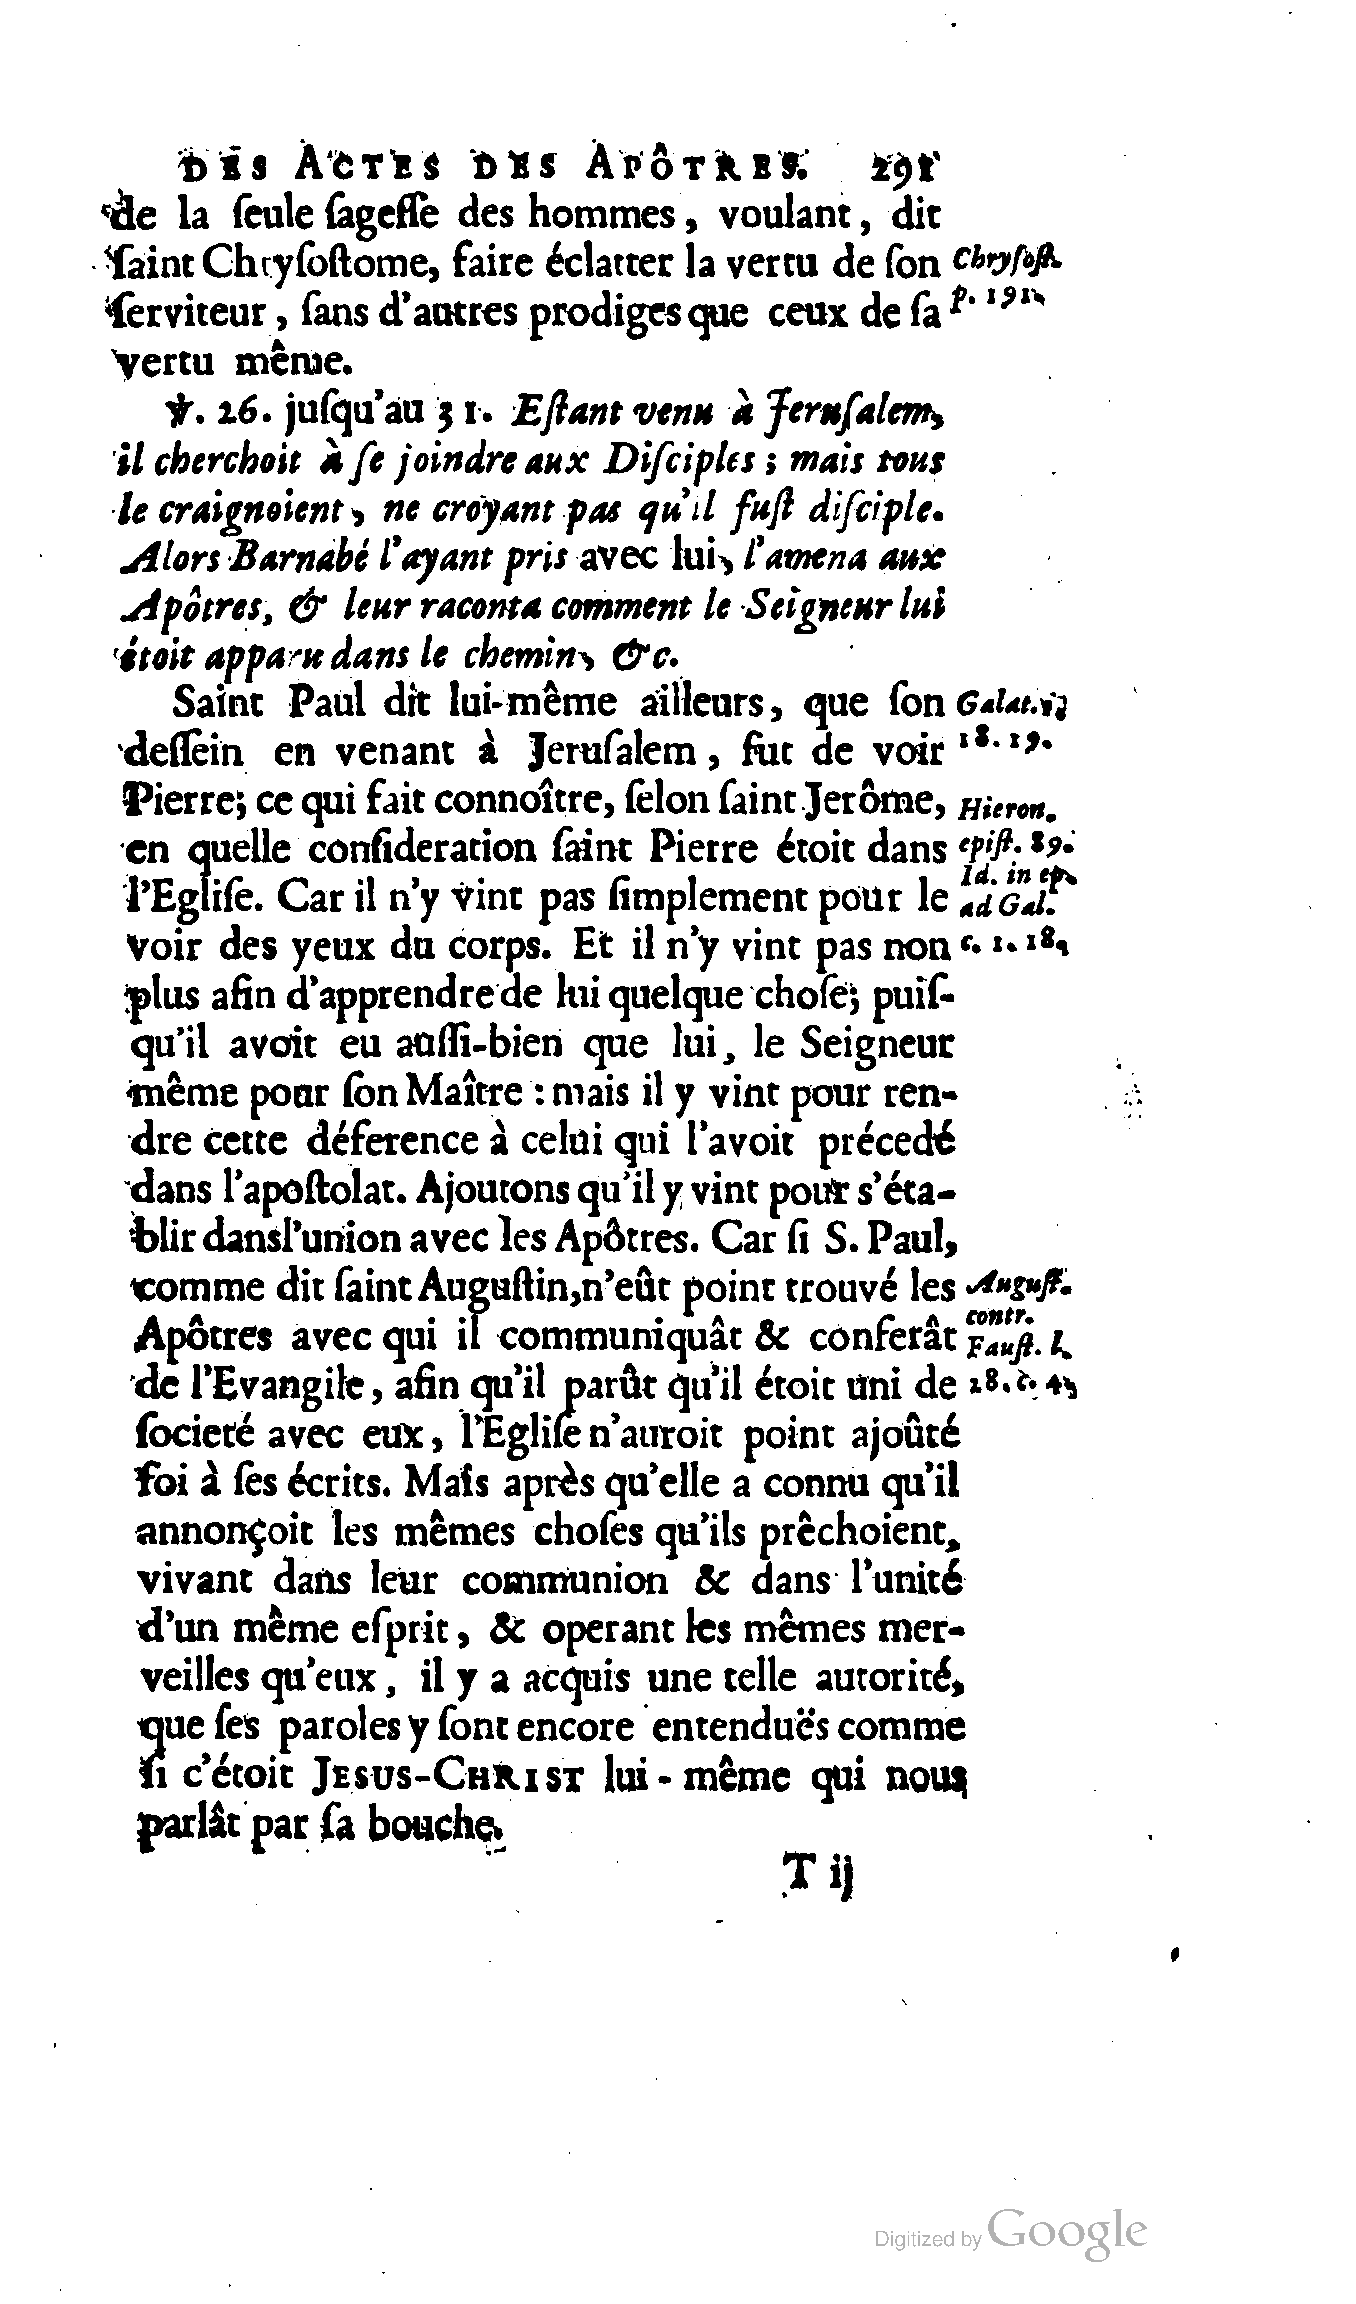 DES ACTES DES APÔTRES. 291
de la ſeule ſageſſe des hommes, voulant, dit
ſaint Chryſoſtome, faire éclatter la vertu de ſon
Chryſoſt.
ſerviteur, ſans d'autres prodiges que ceux de ſa
p. 191.
vertu même.
℣. 26. juſqu'au 31. Eſtant venu à Jeruſalem,
il cherchoit à ſe joindre aux Diſciples; mais tous
le craignoient, ne croyant pas qu'il fuſt diſciple.
Alors Barnabé l'ayant pris avec lui, l'amena aux
Apôtres, & leur raconta comment le Seigneur lui
étoit apparu dans le chemin, &c.
Saint Paul dit lui-même ailleurs, que ſon
Galat.
deſſein en venant à Jeruſalem, fut de voir
18. 19.
Pierre; ce qui fait connoître, ſelon ſaint Jerôme,
Hieron.
en quelle conſideration ſaint Pierre étoit dans
epiſt. 89.
l'Egliſe. Car il n'y vint pas ſimplement pour le
Id. in ep.
ad Gal.
voir des yeux du corps. Et il n'y vint pas non
c. 1. 18.
plus afin d'apprendre de lui quelque choſe; puiſ-
qu'il avoit eu auſſi-bien que lui, le Seigneur
même pour ſon Maître : mais il y vint pour ren-
dre cette déference à celui qui l'avoit précedé
dans l'apoſtolat. Ajoutons qu'il y vint pour s'éta-
blir dansl'union avec les Apôtres. Car ſi S. Paul,
comme dit ſaint Auguſtin, n'eût point trouvé les
Auguſt.
Apôtres avec qui il communiquât & conferât
contr.
Fauſt. l.
de l'Evangile, afin qu'il parût qu'il étoit uni de
28. c. 4.
ſocieté avec eux, l'Egliſe n'auroit point ajoûté
foi à ſes écrits. Mais après qu'elle a connu qu'il
annonçoit les mêmes choſes qu'ils prêchoient,
vivant dans leur communion & dans l'unité
d'un même eſprit, & operant les mêmes mer-
veilles qu'eux, il y a acquis une telle autorité,
que ſes paroles y ſont encore entenduës comme
ſi c'étoit JESUS-CHRIST lui-même qui nous
parlât par ſa bouche.
T ij
Digitized by Google